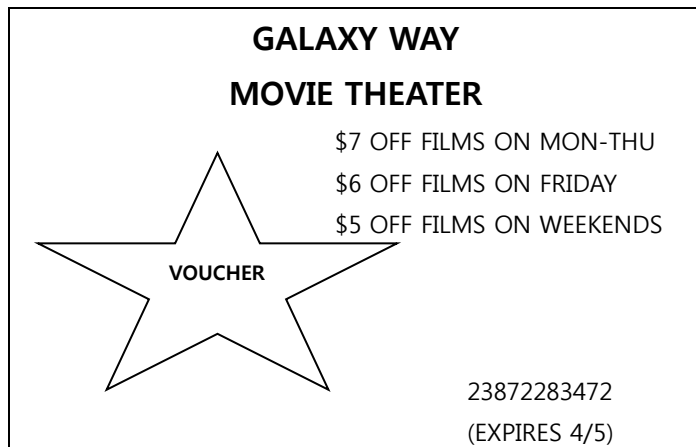 GALAXY WAY
MOVIE THEATER
$7 OFF FILMS ON MON-THU
$6 OFF FILMS ON FRIDAY
$5 OFF FILMS ON WEEKENDS
VOUCHER
23872283472
(EXPIRES 4/5)